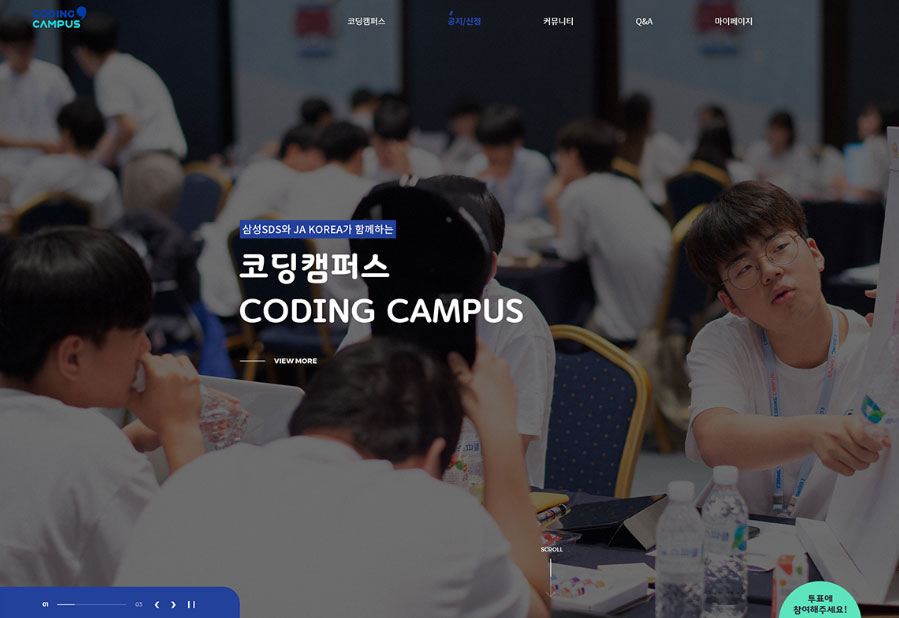 CODING
CAMPUS
코딩캠퍼스
공지/신청
커뮤니티
Q&A
마이페이지
삼성SDS와 JA KOREA가 함께하는
코딩캠퍼스
CODING CAMPUS
VIEW MORE
SCROLL
01
03
투표에
참여해주세요!